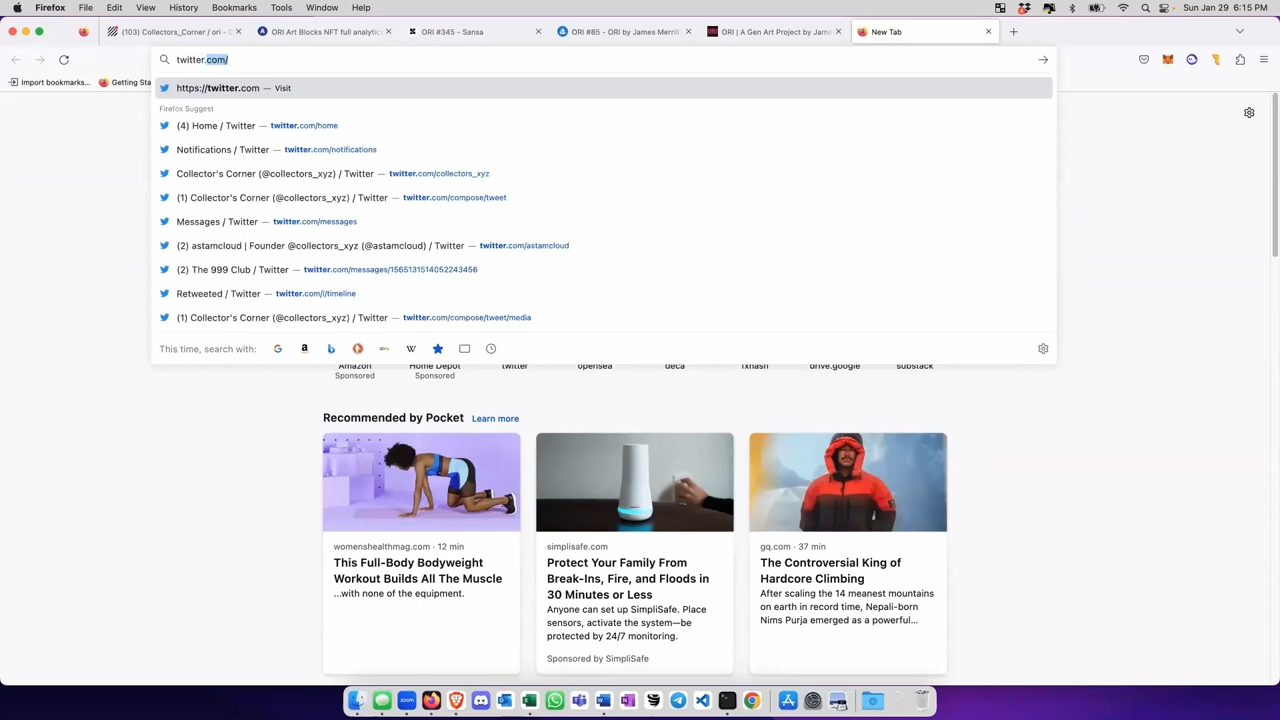 Firefox File Edit View History Bookmarks Tools Window Help
Sun Jan 29 6:15 PM
(103) Collectors_Corner / ori - D
ORI Art Blocks NFT full analytics
ORI #345 - Sansa
ORI #85 - ORI by James Merrill
ORI | A Gen Art Project by Jame
New Tab
twitter.com/
Import bookmarks...
Getting Sta
https://twitter.com — Visit
Firefox Suggest
(4) Home / Twitter — twitter.com/home
Notifications / Twitter — twitter.com/notifications
Collector's Corner (@collectors_xyz) / Twitter — twitter.com/collectors_xyz
(1) Collector's Corner (@collectors_xyz) / Twitter — twitter.com/compose/tweet
Messages / Twitter — twitter.com/messages
(2) astamcloud | Founder @collectors_xyz (@astamcloud) / Twitter — twitter.com/astamcloud
(2) The 999 Club / Twitter — twitter.com/messages/1565131514052243456
Retweeted / Twitter — twitter.com/i/timeline
(1) Collector's Corner (@collectors_xyz) / Twitter — twitter.com/compose/tweet/media
This time, search with:
Amazon
Sponsored
Home Depot
Sponsored
twitter
opensea
deca
fxhash
drive.google
substack
Recommended by Pocket Learn more
womenshealthmag.com · 12 min
This Full-Body Bodyweight
Workout Builds All The Muscle
...with none of the equipment.
simplisafe.com
Protect Your Family From
Break-Ins, Fire, and Floods in
30 Minutes or Less
Anyone can set up SimpliSafe. Place
sensors, activate the system—be
protected by 24/7 monitoring.
Sponsored by SimpliSafe
gq.com · 37 min
The Controversial King of
Hardcore Climbing
After scaling the 14 meanest mountains
on earth in record time, Nepali-born
Nims Purja emerged as a powerful...
zoom